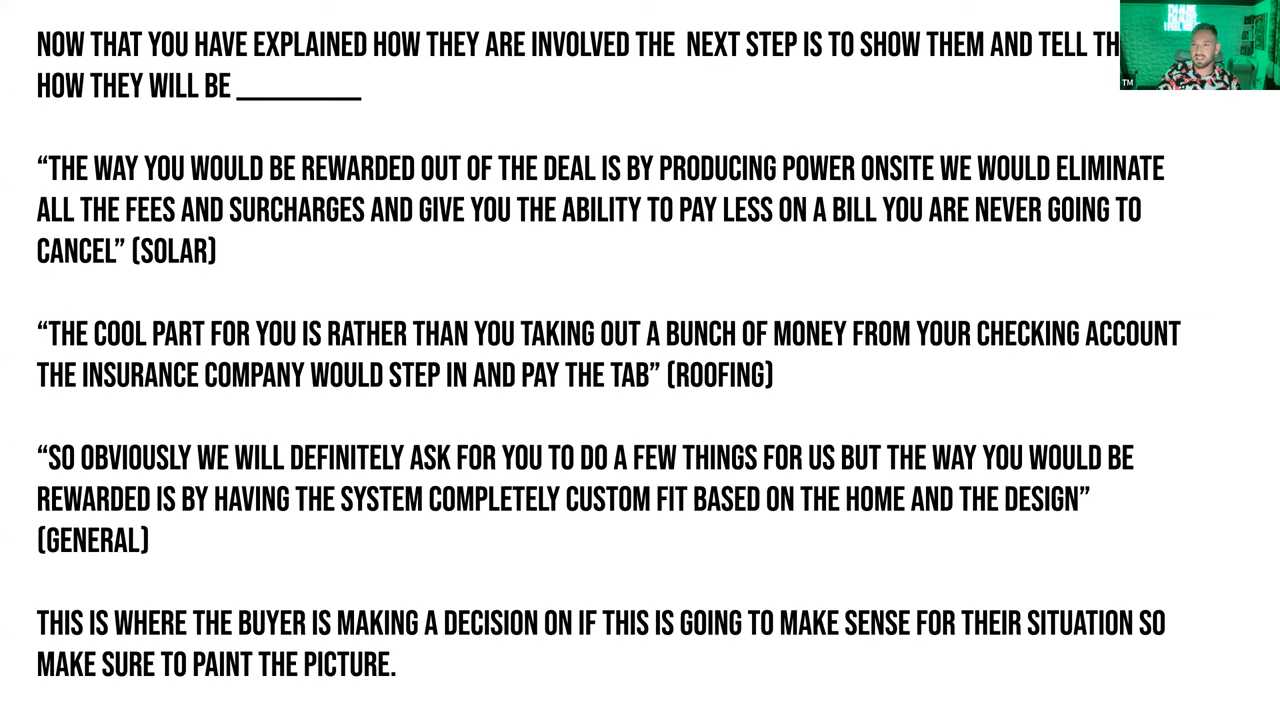 NOW THAT YOU HAVE EXPLAINED HOW THEY ARE INVOLVED THE NEXT STEP IS TO SHOW THEM AND TELL TH
HOW THEY WILL BE _________
“THE WAY YOU WOULD BE REWARDED OUT OF THE DEAL IS BY PRODUCING POWER ONSITE WE WOULD ELIMINATE
ALL THE FEES AND SURCHARGES AND GIVE YOU THE ABILITY TO PAY LESS ON A BILL YOU ARE NEVER GOING TO
CANCEL” (SOLAR)
“THE COOL PART FOR YOU IS RATHER THAN YOU TAKING OUT A BUNCH OF MONEY FROM YOUR CHECKING ACCOUNT
THE INSURANCE COMPANY WOULD STEP IN AND PAY THE TAB” (ROOFING)
“SO OBVIOUSLY WE WILL DEFINITELY ASK FOR YOU TO DO A FEW THINGS FOR US BUT THE WAY YOU WOULD BE
REWARDED IS BY HAVING THE SYSTEM COMPLETELY CUSTOM FIT BASED ON THE HOME AND THE DESIGN”
(GENERAL)
THIS IS WHERE THE BUYER IS MAKING A DECISION ON IF THIS IS GOING TO MAKE SENSE FOR THEIR SITUATION SO
MAKE SURE TO PAINT THE PICTURE.
TM